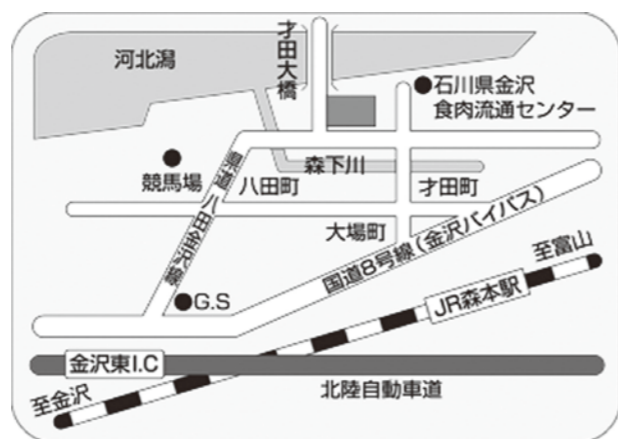 才田大橋
河北潟
石川県金沢
食肉流通センター
競馬場
県道 八田金沢線
八田町
森下川
才田町
大場町
国道8号線(金沢バイパス)
至富山
G.S
JR森本駅
金沢東I.C
北陸自動車道
至金沢